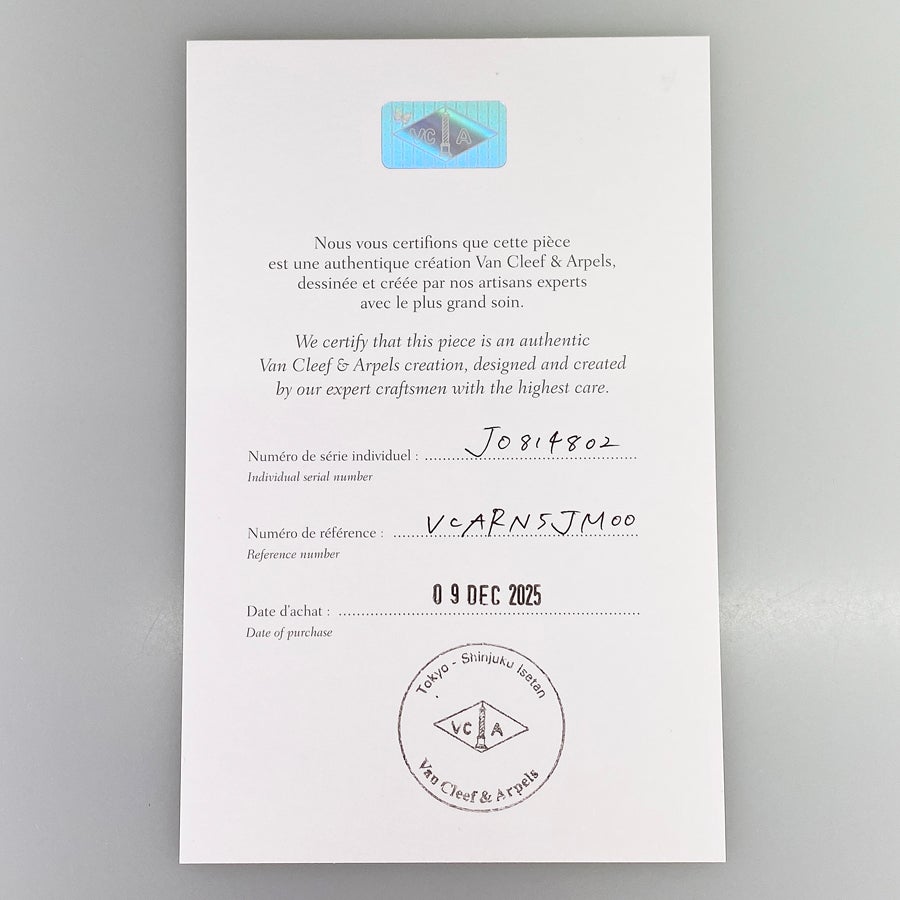 VC A
Nous vous certifions que cette pièce
est une authentique création Van Cleef & Arpels,
dessinée et créée par nos artisans experts
avec le plus grand soin.
We certify that this piece is an authentic
Van Cleef & Arpels creation, designed and created
by our expert craftsmen with the highest care.
Numéro de série individuel : JO814802
Individual serial number
Numéro de référence : VCARN5JM00
Reference number
Date d'achat : 09 DEC 2025
Date of purchase
Tokyo - Shinjuku Isetan
VC A
Van Cleef & Arpels